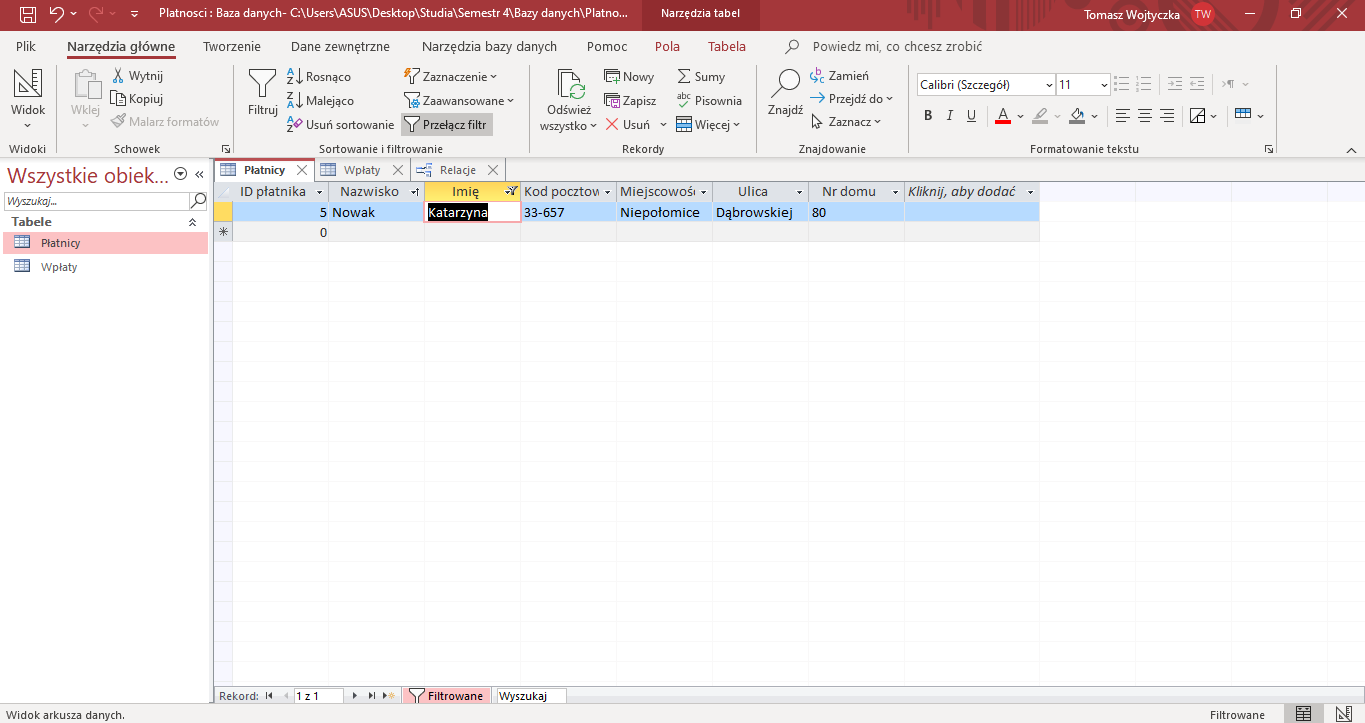 Platnosci : Baza danych- C:\Users\ASUS\Desktop\Studia\Semestr 4\Bazy danych\Platno...
Narzędzia tabel
Tomasz Wojtyczka TW
Plik Narzędzia główne Tworzenie Dane zewnętrzne Narzędzia bazy danych Pomoc Pola Tabela Powiedz mi, co chcesz zrobić
Widok
Widoki
Wklej
Wytnij
Kopiuj
Malarz formatów
Schowek
Filtruj
Rosnąco
Malejąco
Usuń sortowanie
Zaznaczenie
Zaawansowane
Przełącz filtr
Sortowanie i filtrowanie
Odśwież
wszystko
Nowy
Zapisz
Usuń
Sumy
Pisownia
Więcej
Rekordy
Znajdź
Zamień
Przejdź do
Zaznacz
Znajdowanie
Calibri (Szczegół) 11
B I U A
Formatowanie tekstu
Wszystkie obiek...
Wyszukaj...
Tabele
Płatnicy
Wpłaty
Płatnicy Wpłaty Relacje
ID płatnika Nazwisko Imię Kod pocztow Miejscowość Ulica Nr domu Kliknij, aby dodać
5 Nowak Katarzyna 33-657 Niepołomice Dąbrowskiej 80
0
Rekord: 1 z 1 Filtrowane Wyszukaj
Widok arkusza danych.
Filtrowane